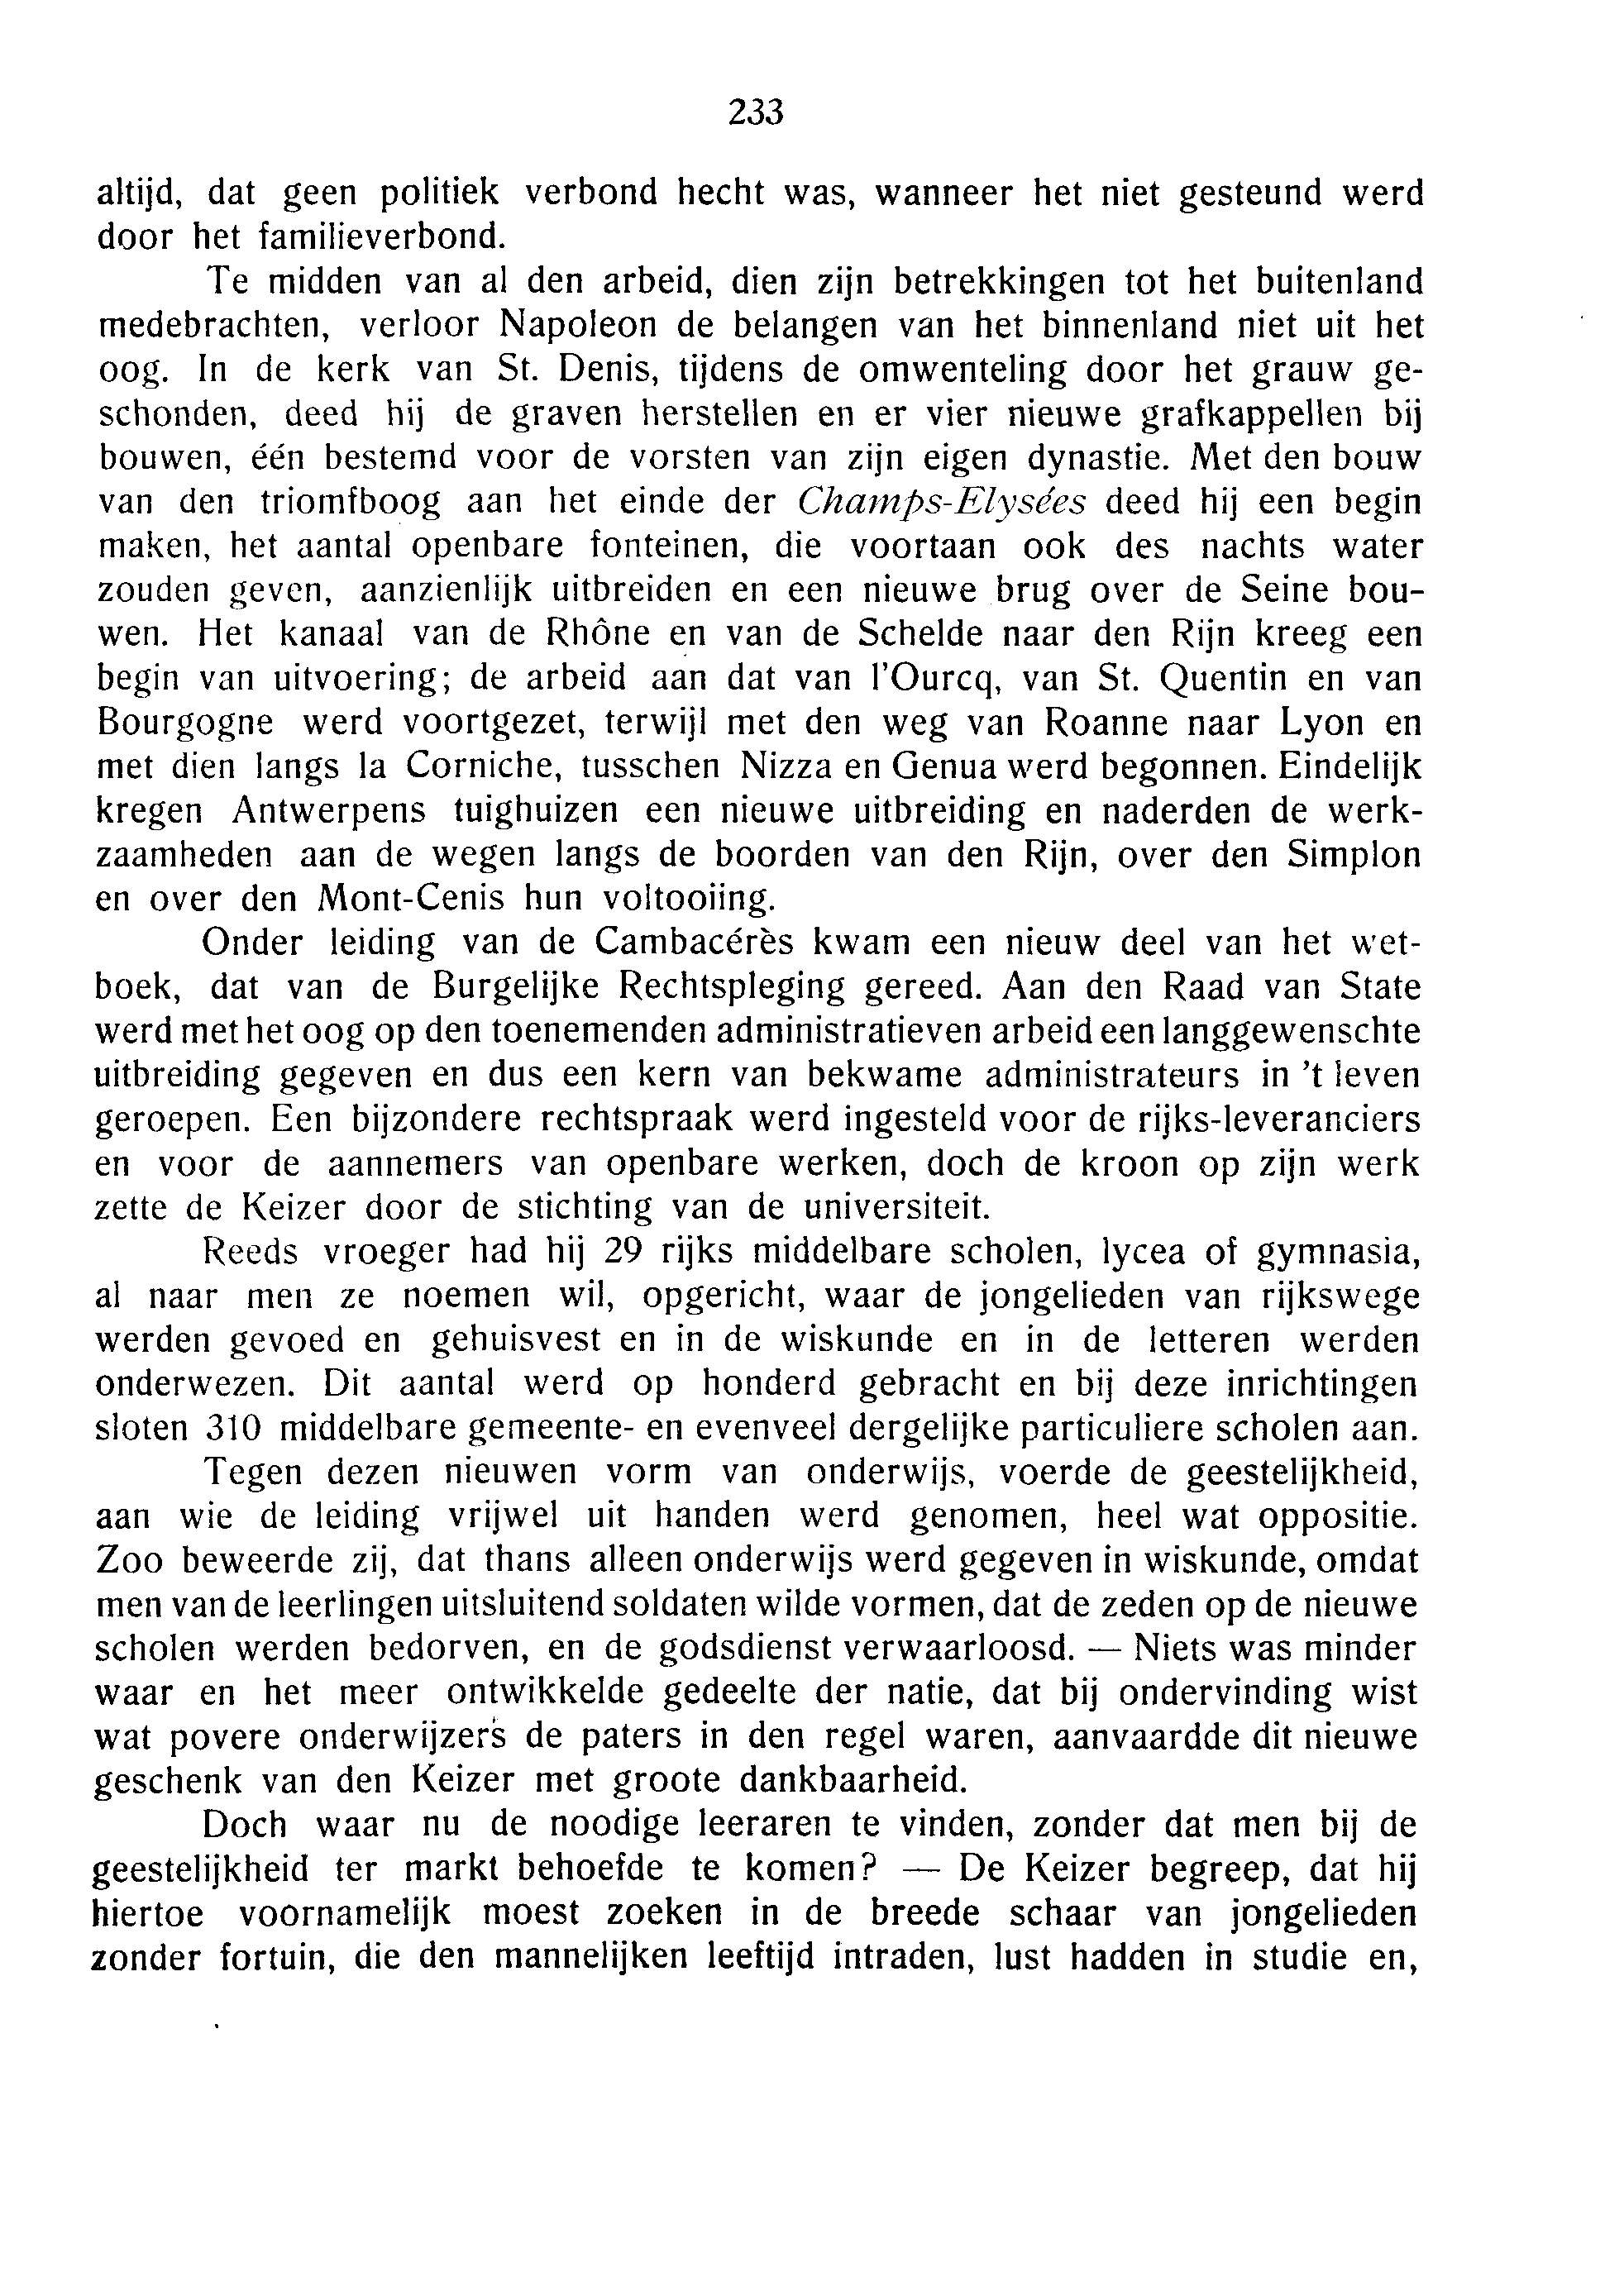 233
altijd, dat geen politiek verbond hecht was, wanneer het niet gesteund werd
door het familieverbond.
Te midden van al den arbeid, dien zijn betrekkingen tot het buitenland
medebrachten, verloor Napoleon de belangen van het binnenland niet uit het
oog. In de kerk van St. Denis, tijdens de omwenteling door het grauw ge-
schonden, deed hij de graven herstellen en er vier nieuwe grafkappellen bij
bouwen, één bestemd voor de vorsten van zijn eigen dynastie. Met den bouw
van den triomfboog aan het einde der Champs-Elysées deed hij een begin
maken, het aantal openbare fonteinen, die voortaan ook des nachts water
zouden geven, aanzienlijk uitbreiden en een nieuwe brug over de Seine bou-
wen. Het kanaal van de Rhône en van de Schelde naar den Rijn kreeg een
begin van uitvoering; de arbeid aan dat van l'Ourcq, van St. Quentin en van
Bourgogne werd voortgezet, terwijl met den weg van Roanne naar Lyon en
met dien langs la Corniche, tusschen Nizza en Genua werd begonnen. Eindelijk
kregen Antwerpens tuighuizen een nieuwe uitbreiding en naderden de werk-
zaamheden aan de wegen langs de boorden van den Rijn, over den Simplon
en over den Mont-Cenis hun voltooiing.
Onder leiding van de Cambacérès kwam een nieuw deel van het wet-
boek, dat van de Burgelijke Rechtspleging gereed. Aan den Raad van State
werd met het oog op den toenemenden administratieven arbeid een langgewenschte
uitbreiding gegeven en dus een kern van bekwame administrateurs in 't leven
geroepen. Een bijzondere rechtspraak werd ingesteld voor de rijks-leveranciers
en voor de aannemers van openbare werken, doch de kroon op zijn werk
zette de Keizer door de stichting van de universiteit.
Reeds vroeger had hij 29 rijks middelbare scholen, lycea of gymnasia,
al naar men ze noemen wil, opgericht, waar de jongelieden van rijkswege
werden gevoed en gehuisvest en in de wiskunde en in de letteren werden
onderwezen. Dit aantal werd op honderd gebracht en bij deze inrichtingen
sloten 310 middelbare gemeente- en evenveel dergelijke particuliere scholen aan.
Tegen dezen nieuwen vorm van onderwijs, voerde de geestelijkheid,
aan wie de leiding vrijwel uit handen werd genomen, heel wat oppositie.
Zoo beweerde zij, dat thans alleen onderwijs werd gegeven in wiskunde, omdat
men van de leerlingen uitsluitend soldaten wilde vormen, dat de zeden op de nieuwe
scholen werden bedorven, en de godsdienst verwaarloosd. — Niets was minder
waar en het meer ontwikkelde gedeelte der natie, dat bij ondervinding wist
wat povere onderwijzers de paters in den regel waren, aanvaardde dit nieuwe
geschenk van den Keizer met groote dankbaarheid.
Doch waar nu de noodige leeraren te vinden, zonder dat men bij de
geestelijkheid ter markt behoefde te komen? — De Keizer begreep, dat hij
hiertoe voornamelijk moest zoeken in de breede schaar van jongelieden
zonder fortuin, die den mannelijken leeftijd intraden, lust hadden in studie en,